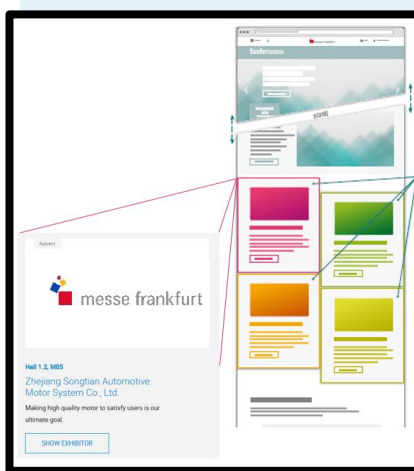 fachmesse
scroll
Advert
messe frankfurt
Hall 1.2, M05
Zhejiang Songtian Automotive
Motor System Co., Ltd.
Making high quality motor to satisfy users is our
ultimate goal.
SHOW EXHIBITOR